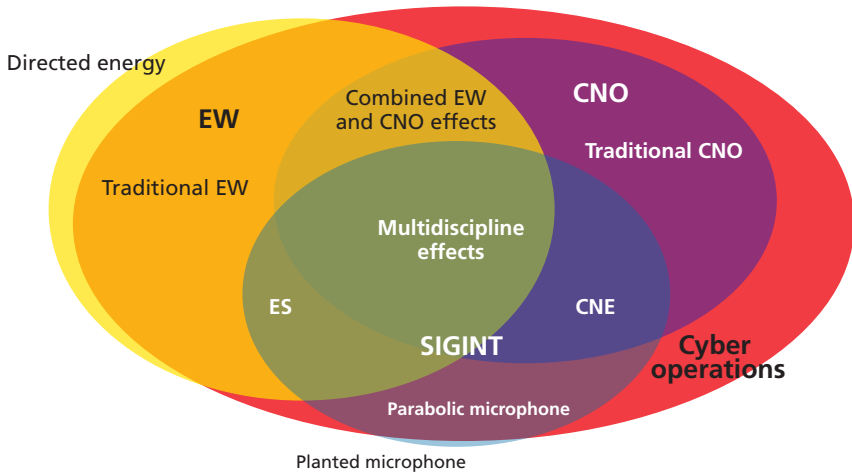 Directed energy
EW
Combined EW
and CNO effects
CNO
Traditional CNO
Traditional EW
Multidiscipline
effects
ES
CNE
SIGINT
Cyber
operations
Parabolic microphone
Planted microphone